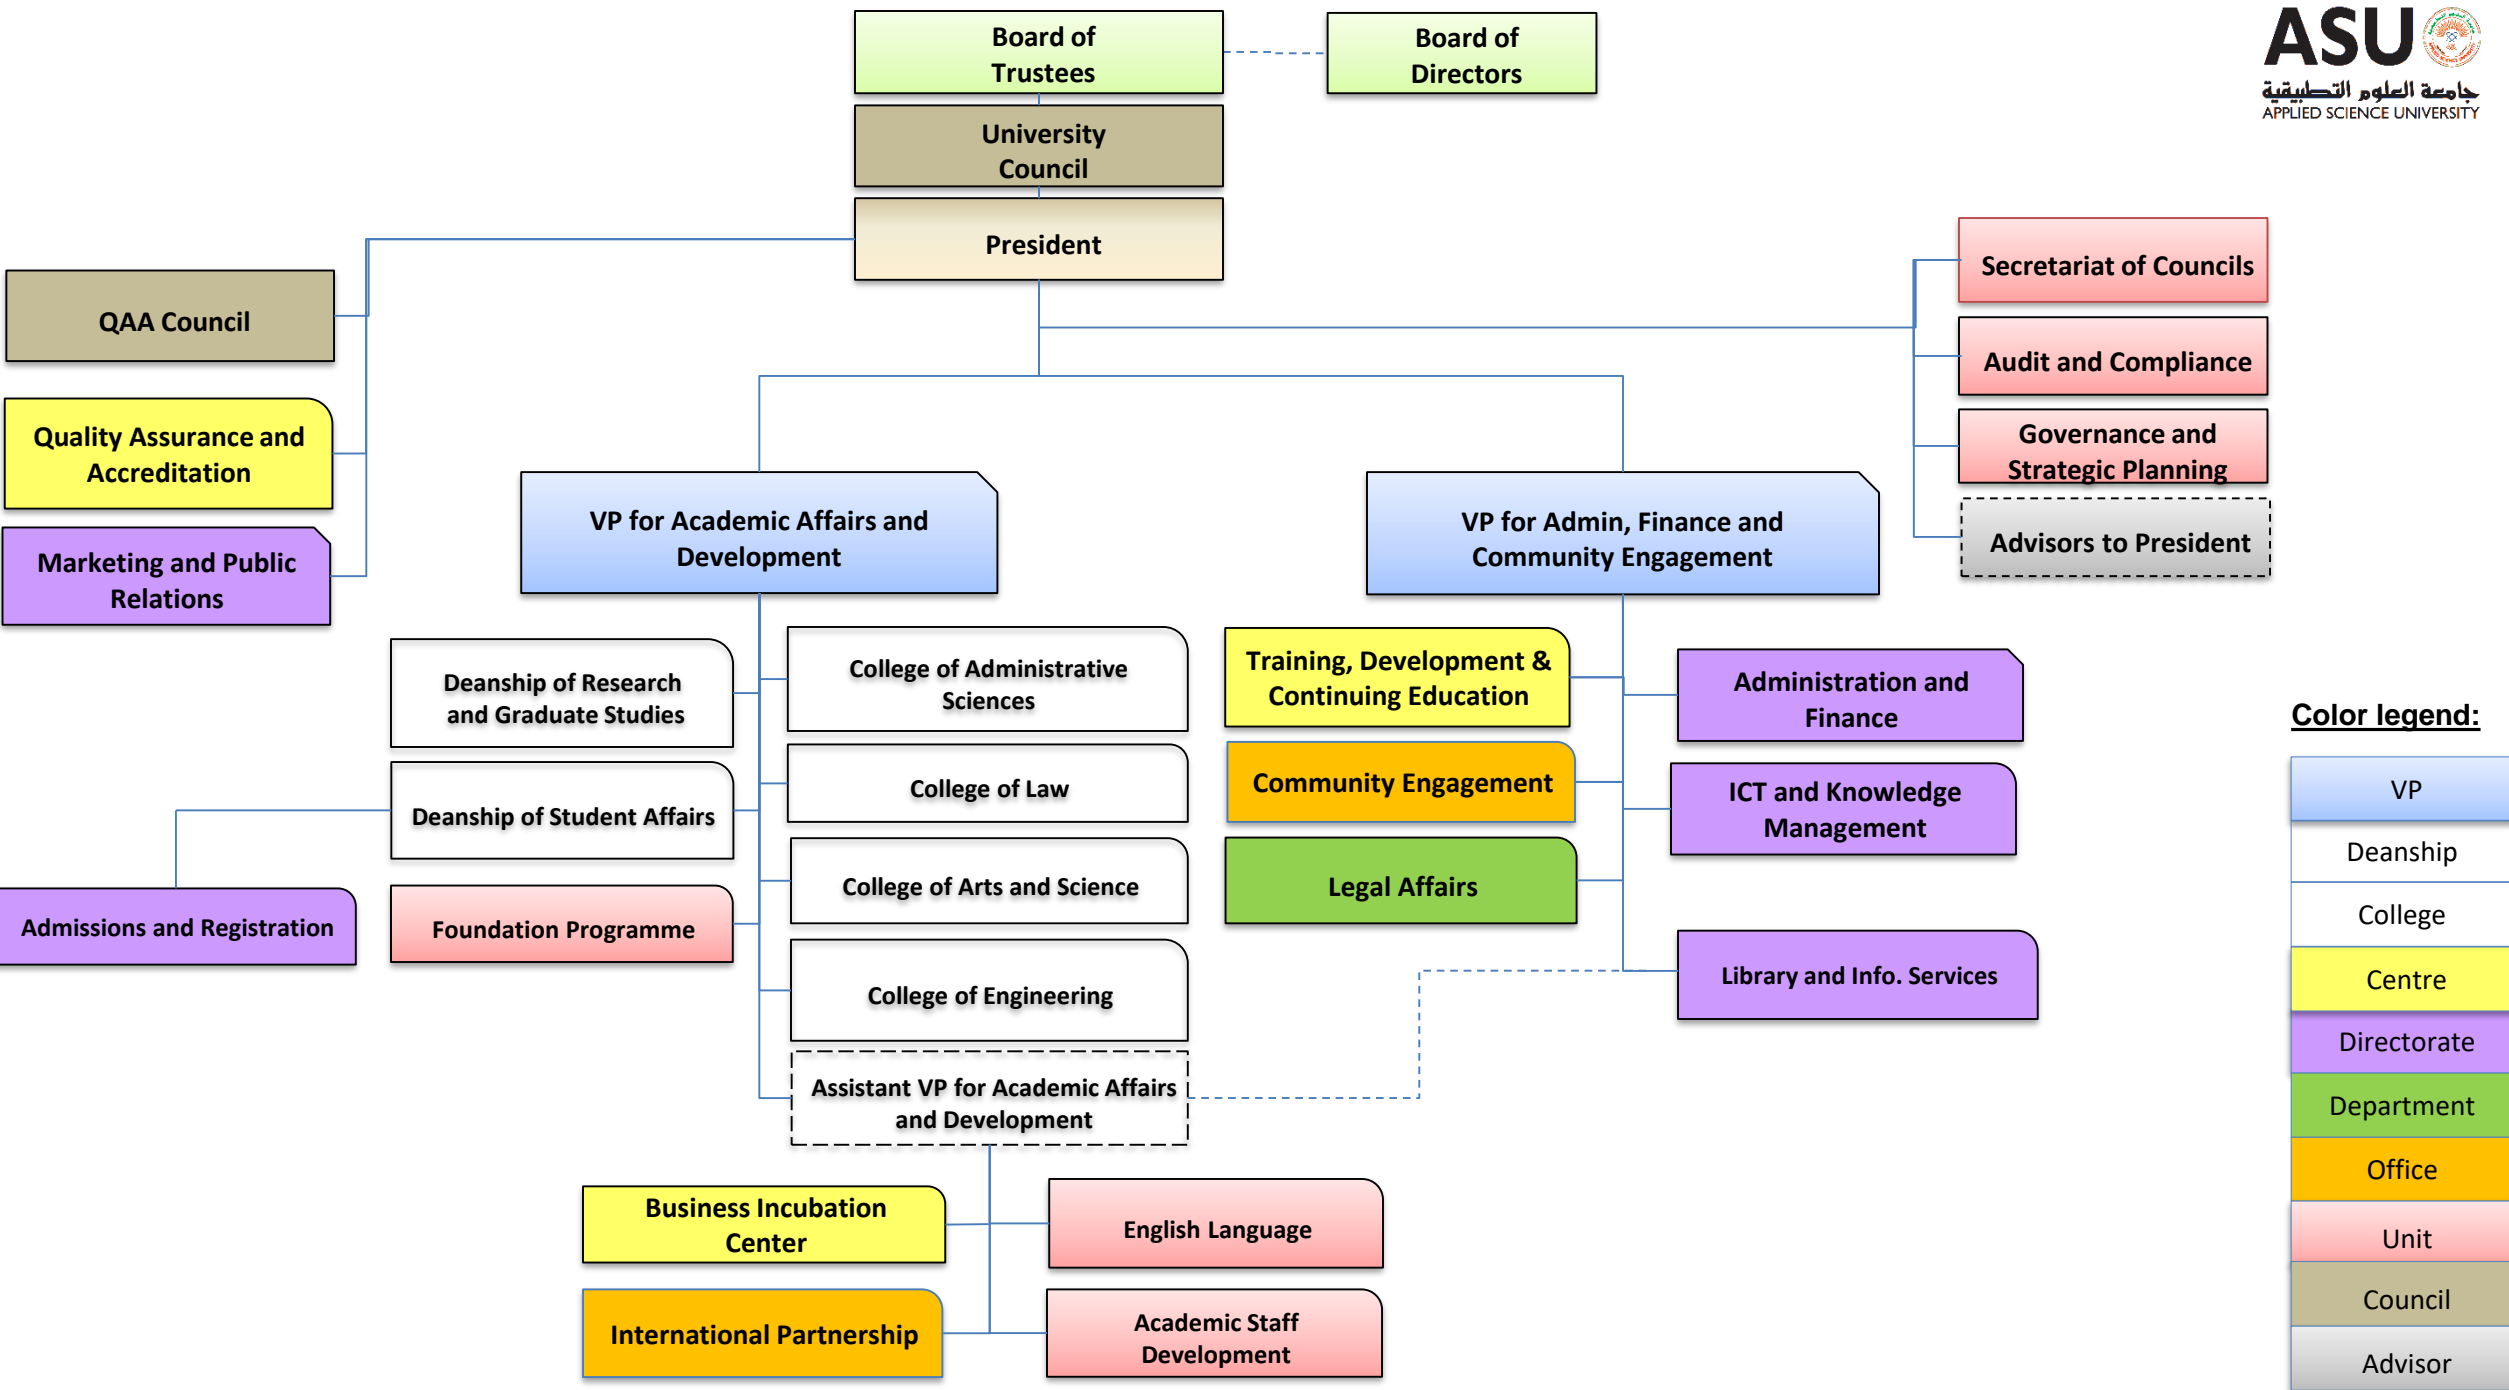 Board of
Trustees
Board of
Directors
ASU
جامعة العلوم التطبيقية
APPLIED SCIENCE UNIVERSITY
University
Council
President
Secretariat of Councils
QAA Council
Audit and Compliance
Quality Assurance and
Accreditation
Governance and
Strategic Planning
VP for Academic Affairs and
Development
VP for Admin, Finance and
Community Engagement
Advisors to President
Marketing and Public
Relations
Deanship of Research
and Graduate Studies
College of Administrative
Sciences
Training, Development &
Continuing Education
Administration and
Finance
College of Law
Community Engagement
ICT and Knowledge
Management
Deanship of Student Affairs
College of Arts and Science
Legal Affairs
Admissions and Registration
Foundation Programme
College of Engineering
Library and Info. Services
Assistant VP for Academic Affairs
and Development
Business Incubation
Center
English Language
International Partnership
Academic Staff
Development
Color legend:
VP
Deanship
College
Centre
Directorate
Department
Office
Unit
Council
Advisor